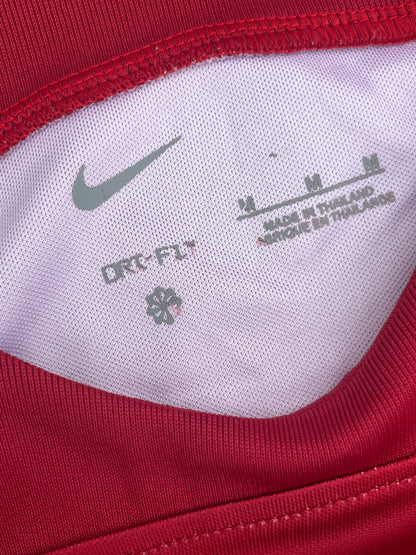 DRI-FIT
M M M
MADE IN THAILAND
FABRIQUÉ EN THAÏLANDE